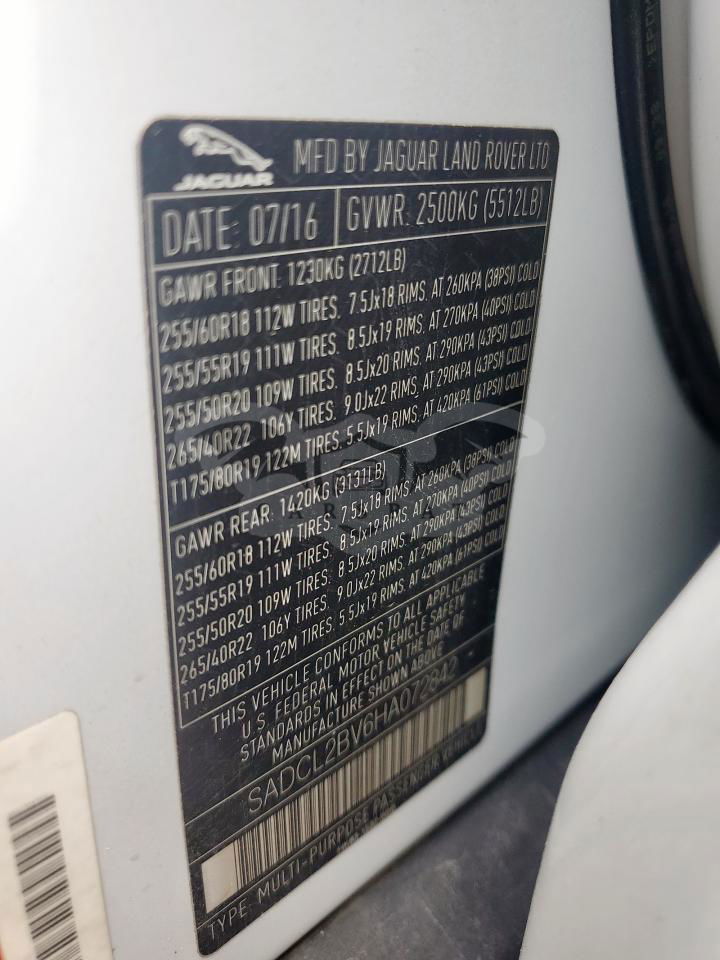 JAGUAR
MFD BY JAGUAR LAND ROVER LTD
DATE: 07/16
GVWR: 2500KG (5512LB)
GAWR FRONT: 1230KG (2712LB)
255/60R18 112W TIRES, 7.5Jx18 RIMS, AT 260KPA (38PSI) COLD
255/55R19 111W TIRES, 8.5Jx19 RIMS, AT 270KPA (40PSI) COLD
255/50R20 109W TIRES, 8.5Jx20 RIMS, AT 290KPA (43PSI) COLD
265/40R22 106Y TIRES, 9.0Jx22 RIMS, AT 290KPA (43PSI) COLD
T175/80R19 122M TIRES, 5.5Jx19 RIMS, AT 420KPA (61PSI) COLD
GAWR REAR: 1420KG (3131LB)
255/60R18 112W TIRES, 7.5Jx18 RIMS, AT 260KPA (38PSI) COLD
255/55R19 111W TIRES, 8.5Jx19 RIMS, AT 270KPA (40PSI) COLD
255/50R20 109W TIRES, 8.5Jx20 RIMS, AT 290KPA (43PSI) COLD
265/40R22 106Y TIRES, 9.0Jx22 RIMS, AT 290KPA (43PSI) COLD
T175/80R19 122M TIRES, 5.5Jx19 RIMS, AT 420KPA (61PSI) COLD
THIS VEHICLE CONFORMS TO ALL APPLICABLE
U.S. FEDERAL MOTOR VEHICLE SAFETY
STANDARDS IN EFFECT ON THE DATE OF
MANUFACTURE SHOWN ABOVE
SADCL2BV6HA072842
TYPE: MULTI-PURPOSE PASSENGER VEHICLE